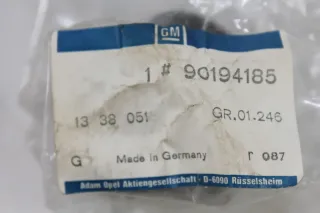 GM
1 # 90194185
13 38 051 GR.01.246
G Made in Germany T 087
Adam Opel Aktiengesellschaft - D-6090 Rüsselsheim